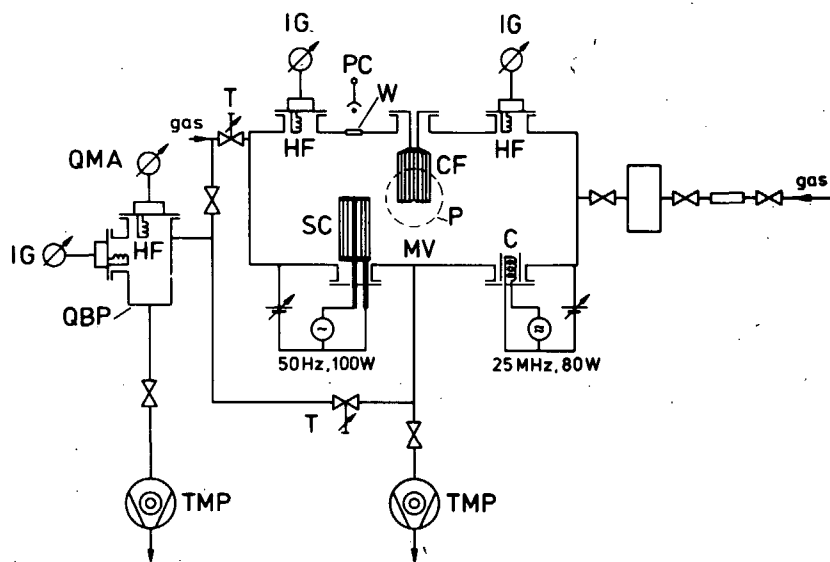 IG
IG
PC
W
T
gas
HF
CF
HF
QMA
gas
SC
P
C
IG
HF
MV
QBP
50Hz, 100W
25MHz, 80W
T
TMP
TMP